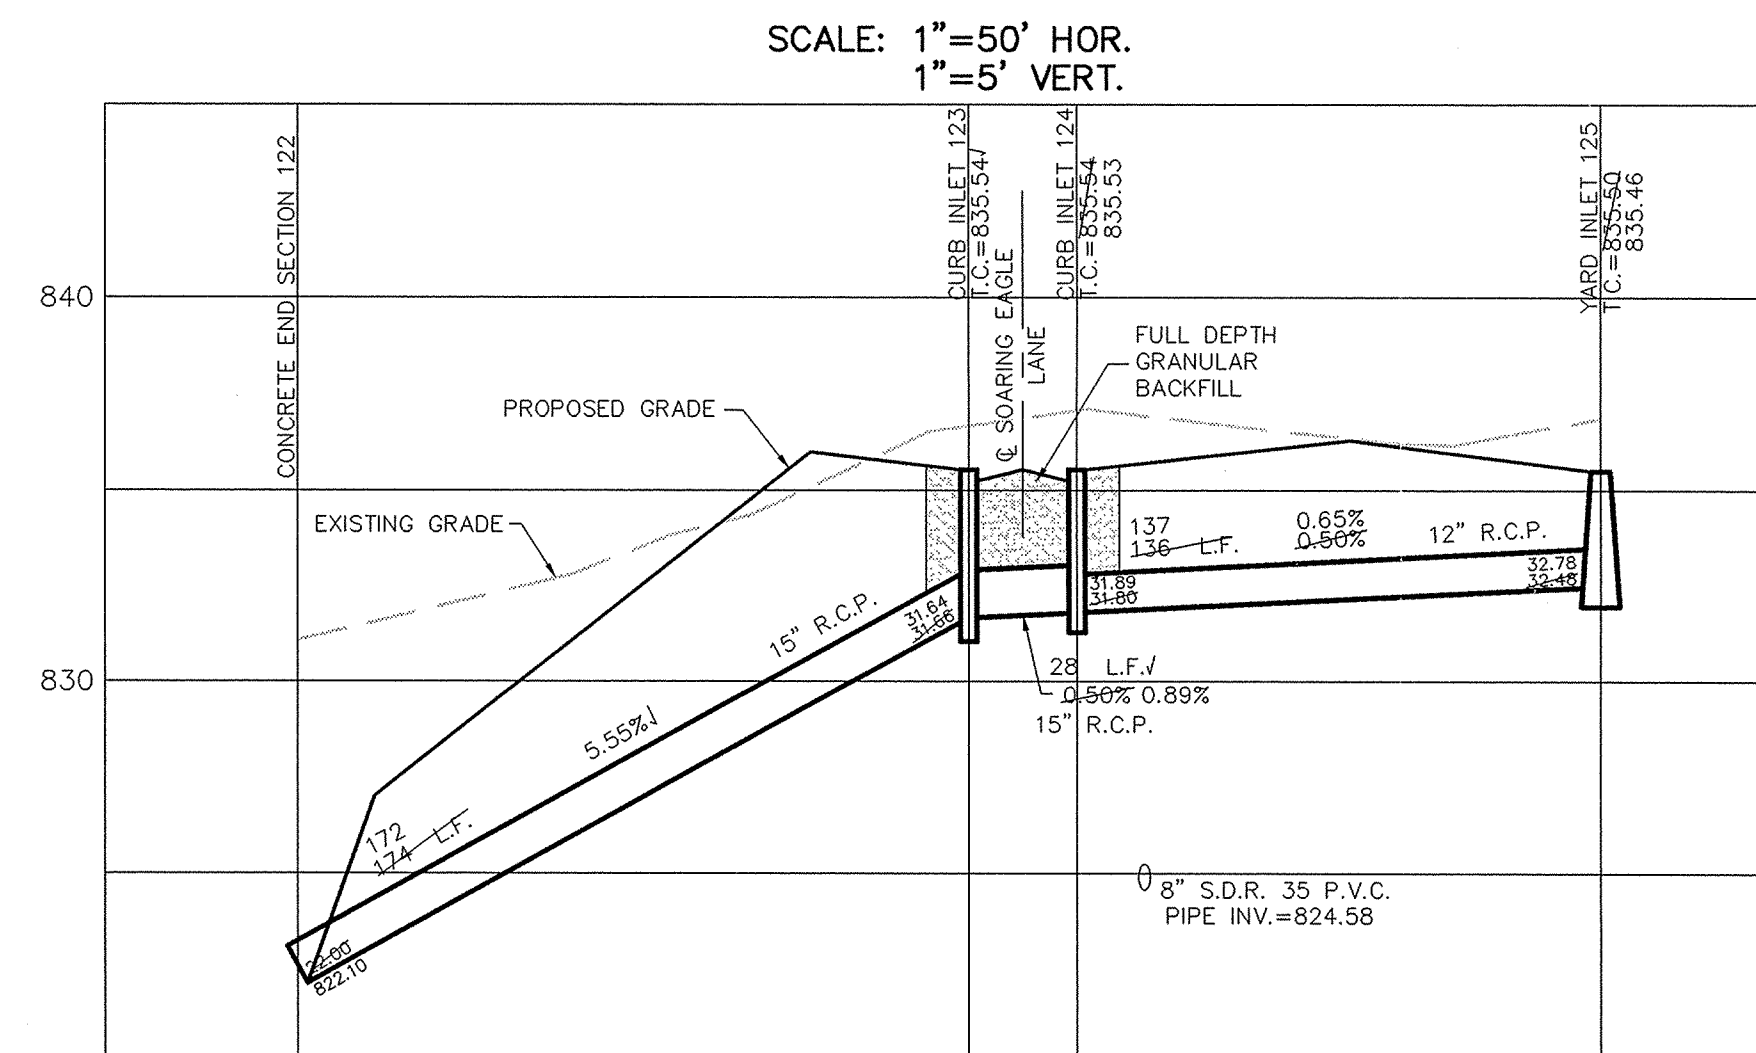 SCALE: 1”=50’ HOR.
1”=5’ VERT.
CONCRETE END SECTION 122
CURB INLET 123
T.C.=835.54√
℄ SOARING EAGLE
LANE
CURB INLET 124
T.C.=835.54
835.53
YARD INLET 125
T.C.=835.50
835.46
840
830
FULL DEPTH
GRANULAR
BACKFILL
PROPOSED GRADE
EXISTING GRADE
137
136 L.F.
0.65%
0.50%
12” R.C.P.
32.78
32.48
31.89
31.80
31.64
31.66
15” R.C.P.
28 L.F.√
0.50% 0.89%
15” R.C.P.
5.55%√
172
174 L.F.
22.00
822.10
8” S.D.R. 35 P.V.C.
PIPE INV.=824.58